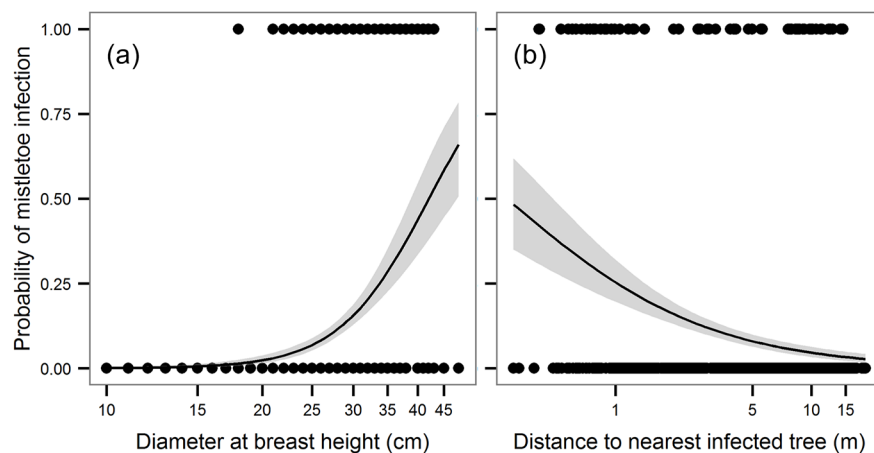 Probability of mistletoe infection
1.00
0.75
0.50
0.25
0.00
(a)
10 15 20 25 30 35 40 45
Diameter at breast height (cm)
(b)
1 5 10 15
Distance to nearest infected tree (m)